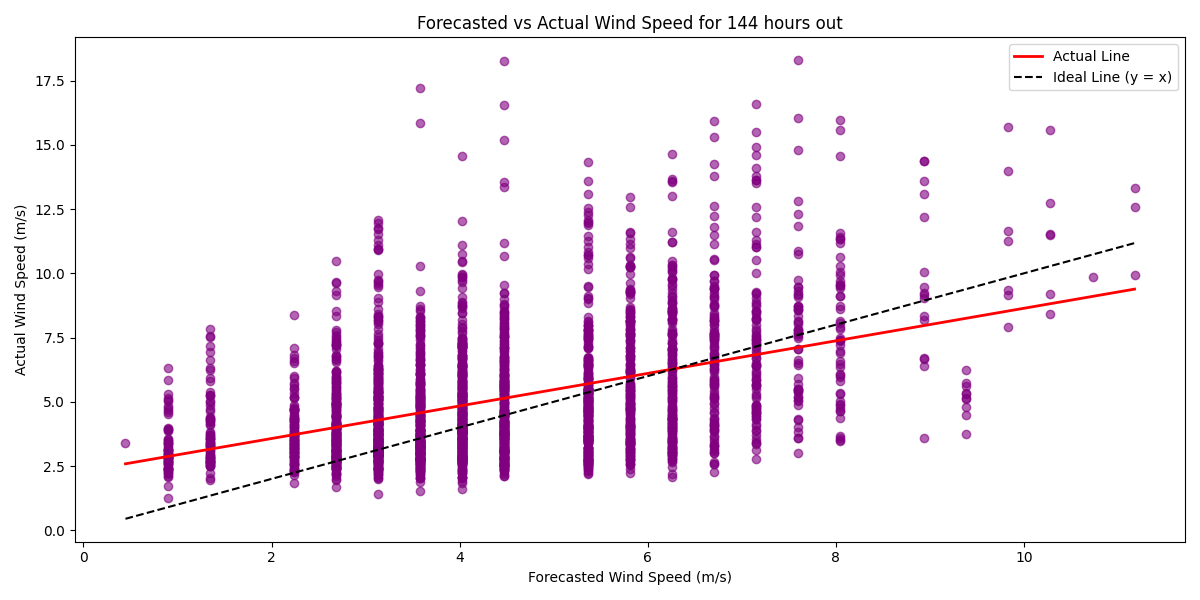 Forecasted vs Actual Wind Speed for 144 hours out
Actual Line
Ideal Line (y = x)
Actual Wind Speed (m/s)
17.5
15.0
12.5
10.0
7.5
5.0
2.5
0.0
0 2 4 6 8 10
Forecasted Wind Speed (m/s)